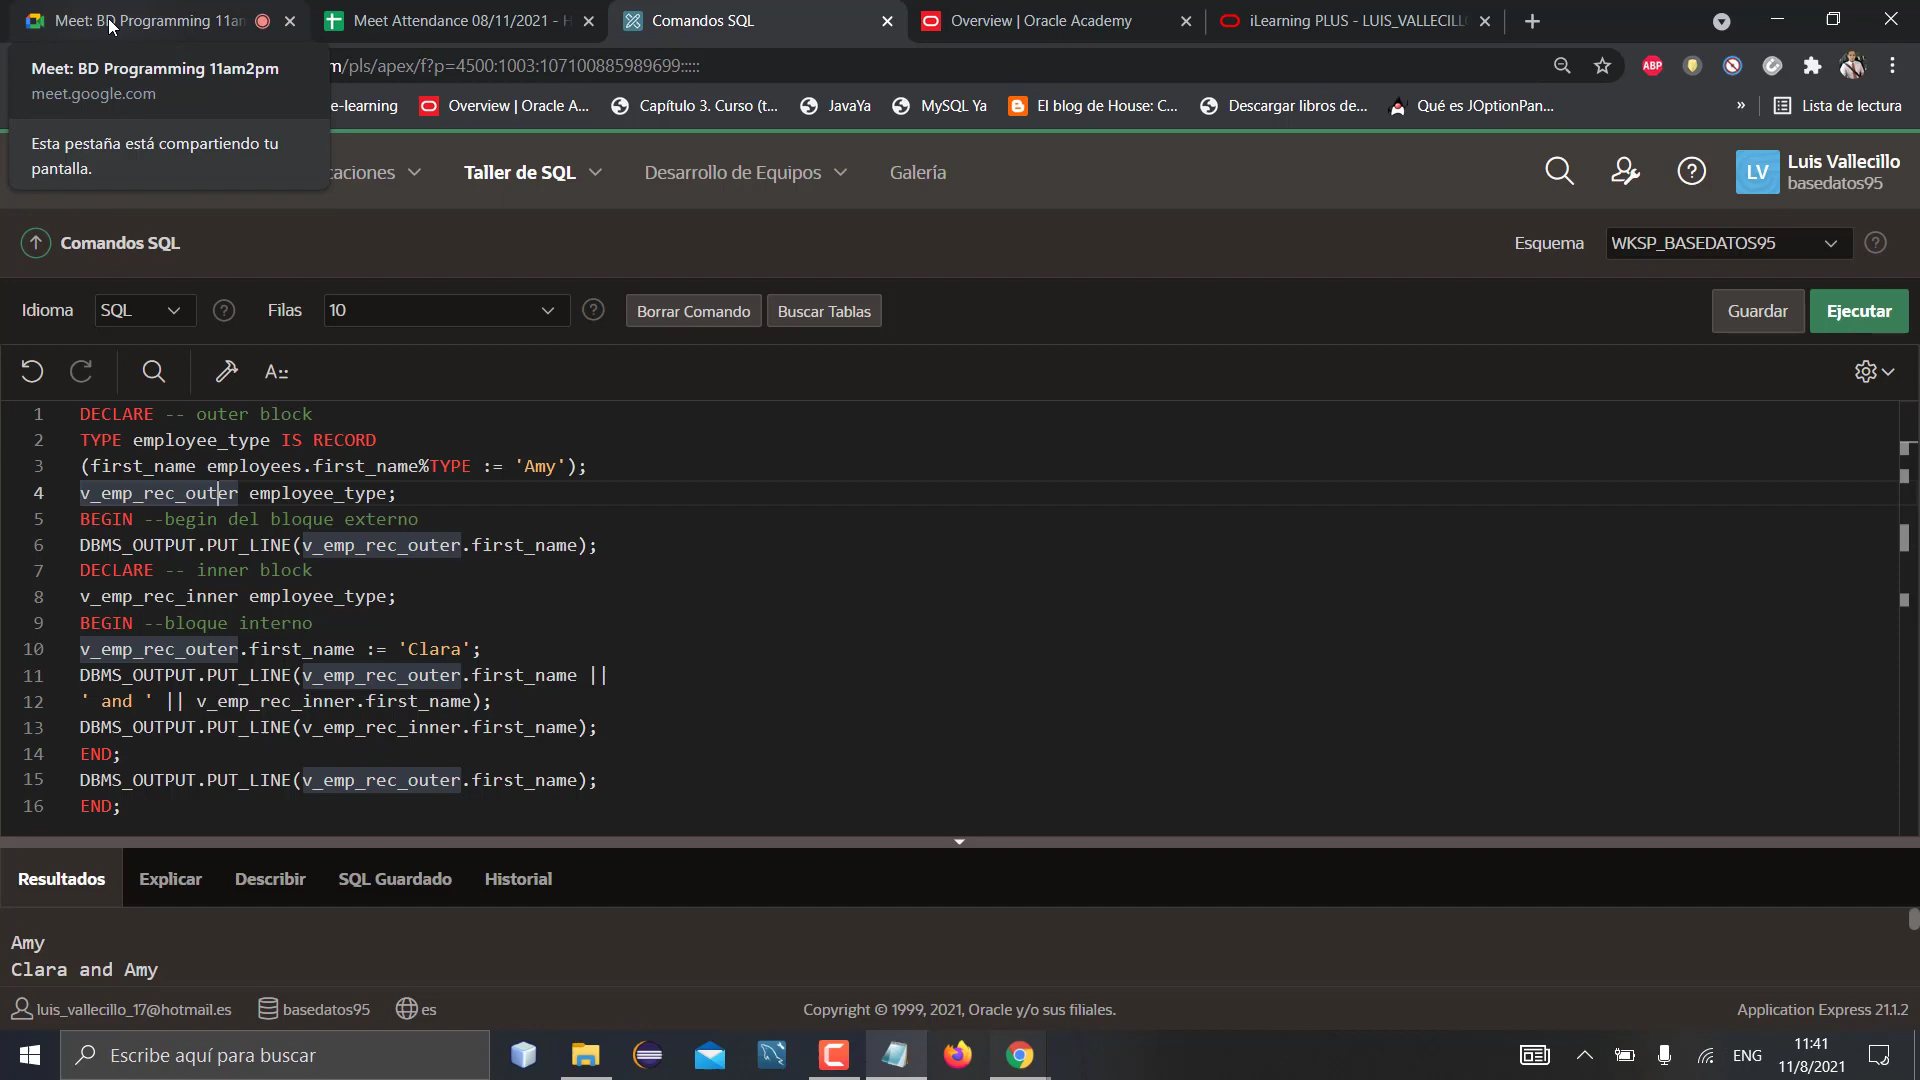 Meet: BD Programming 11am
Meet Attendance 08/11/2021 - H
Comandos SQL
Overview | Oracle Academy
iLearning PLUS - LUIS_VALLECILL
Meet: BD Programming 11am2pm
meet.google.com
Esta pestaña está compartiendo tu
pantalla.
m/pls/apex/f?p=4500:1003:107100885989699:::::
ABP
e-learning
Overview | Oracle A...
Capítulo 3. Curso (t...
JavaYa
MySQL Ya
El blog de House: C...
Descargar libros de...
Qué es JOptionPan...
»
Lista de lectura
caciones
Taller de SQL
Desarrollo de Equipos
Galería
LV
Luis Vallecillo
basedatos95
Comandos SQL
Esquema
WKSP_BASEDATOS95
Idioma
SQL
Filas
10
Borrar Comando
Buscar Tablas
Guardar
Ejecutar
A::
1 DECLARE -- outer block
2 TYPE employee_type IS RECORD
3 (first_name employees.first_name%TYPE := 'Amy');
4 v_emp_rec_outer employee_type;
5 BEGIN --begin del bloque externo
6 DBMS_OUTPUT.PUT_LINE(v_emp_rec_outer.first_name);
7 DECLARE -- inner block
8 v_emp_rec_inner employee_type;
9 BEGIN --bloque interno
10 v_emp_rec_outer.first_name := 'Clara';
11 DBMS_OUTPUT.PUT_LINE(v_emp_rec_outer.first_name ||
12 ' and ' || v_emp_rec_inner.first_name);
13 DBMS_OUTPUT.PUT_LINE(v_emp_rec_inner.first_name);
14 END;
15 DBMS_OUTPUT.PUT_LINE(v_emp_rec_outer.first_name);
16 END;
Resultados
Explicar
Describir
SQL Guardado
Historial
Amy
Clara and Amy
luis_vallecillo_17@hotmail.es
basedatos95
es
Copyright © 1999, 2021, Oracle y/o sus filiales.
Application Express 21.1.2
Escribe aquí para buscar
ENG
11:41
11/8/2021